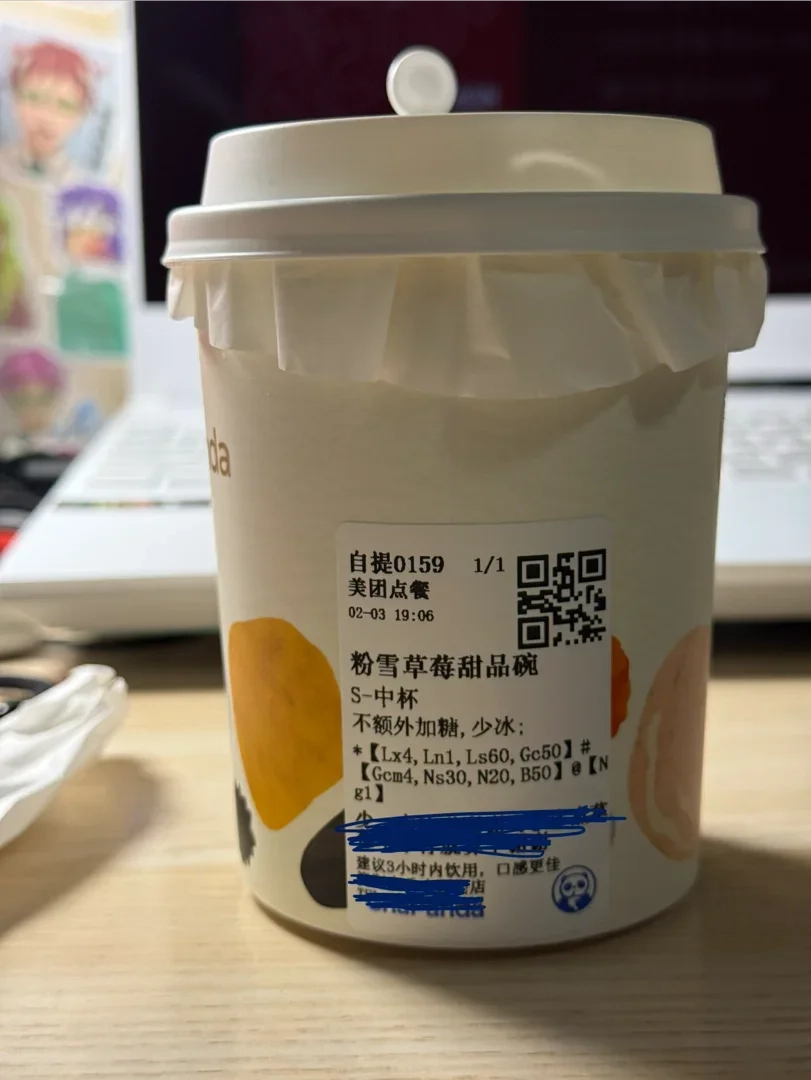 da
自提0159 1/1
美团点餐
02-03 19:06
粉雪草莓甜品碗
S-中杯
不额外加糖,少冰;
*【Lx4,Ln1,Ls60,Gc50】#
【Gcm4,Ns30,N20,B50】@【N
g1】
建议3小时内饮用, 口感更佳
店